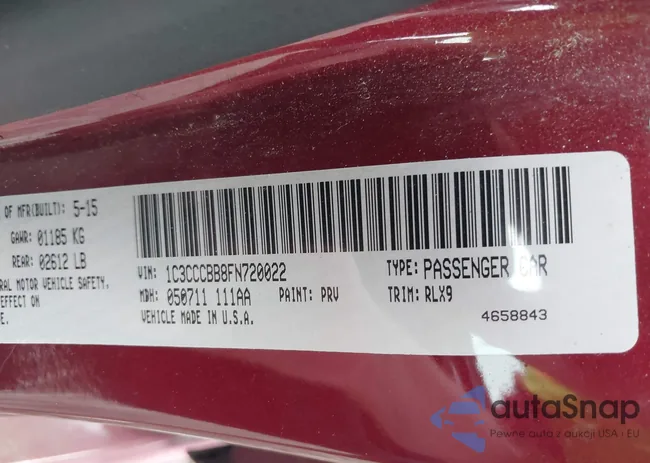 OF MFR(BUILT): 5-15
GAWR: 01185 KG
REAR: 02612 LB
RAL MOTOR VEHICLE SAFETY,
EFFECT ON
E.
VIN: 1C3CCCBB8FN720022
TYPE: PASSENGER CAR
MDH: 050711 111AA
PAINT: PRV
TRIM: RLX9
VEHICLE MADE IN U.S.A.
4658843
autaSnap
Pewne auta z aukcji USA i EU